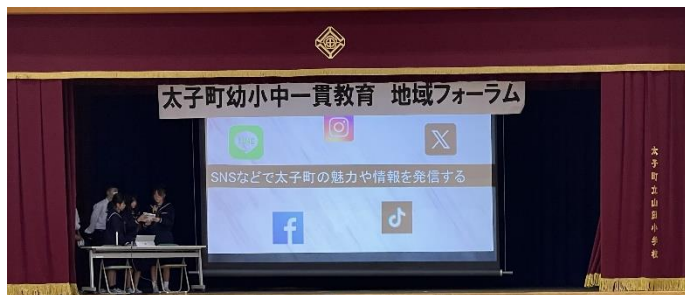 太子町幼小中一貫教育 地域フォーラム
LINE
SNSなどで太子町の魅力や情報を発信する
太子町立山田小学校